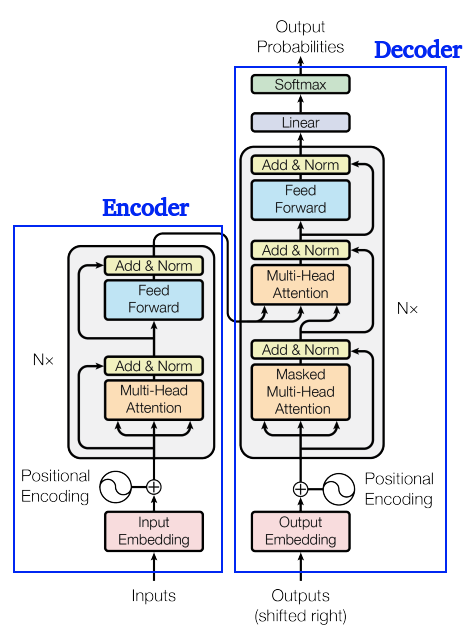 Output
Probabilities
Decoder
Softmax
Linear
Add & Norm
Feed
Forward
Add & Norm
Multi-Head
Attention
Add & Norm
Masked
Multi-Head
Attention
N×
Positional
Encoding
Output
Embedding
Outputs
(shifted right)
Encoder
Add & Norm
Feed
Forward
N×
Add & Norm
Multi-Head
Attention
Positional
Encoding
Input
Embedding
Inputs